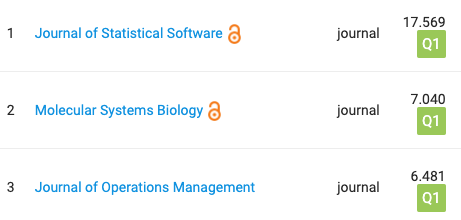 1 Journal of Statistical Software journal 17.569
Q1
2 Molecular Systems Biology journal 7.040
Q1
3 Journal of Operations Management journal 6.481
Q1